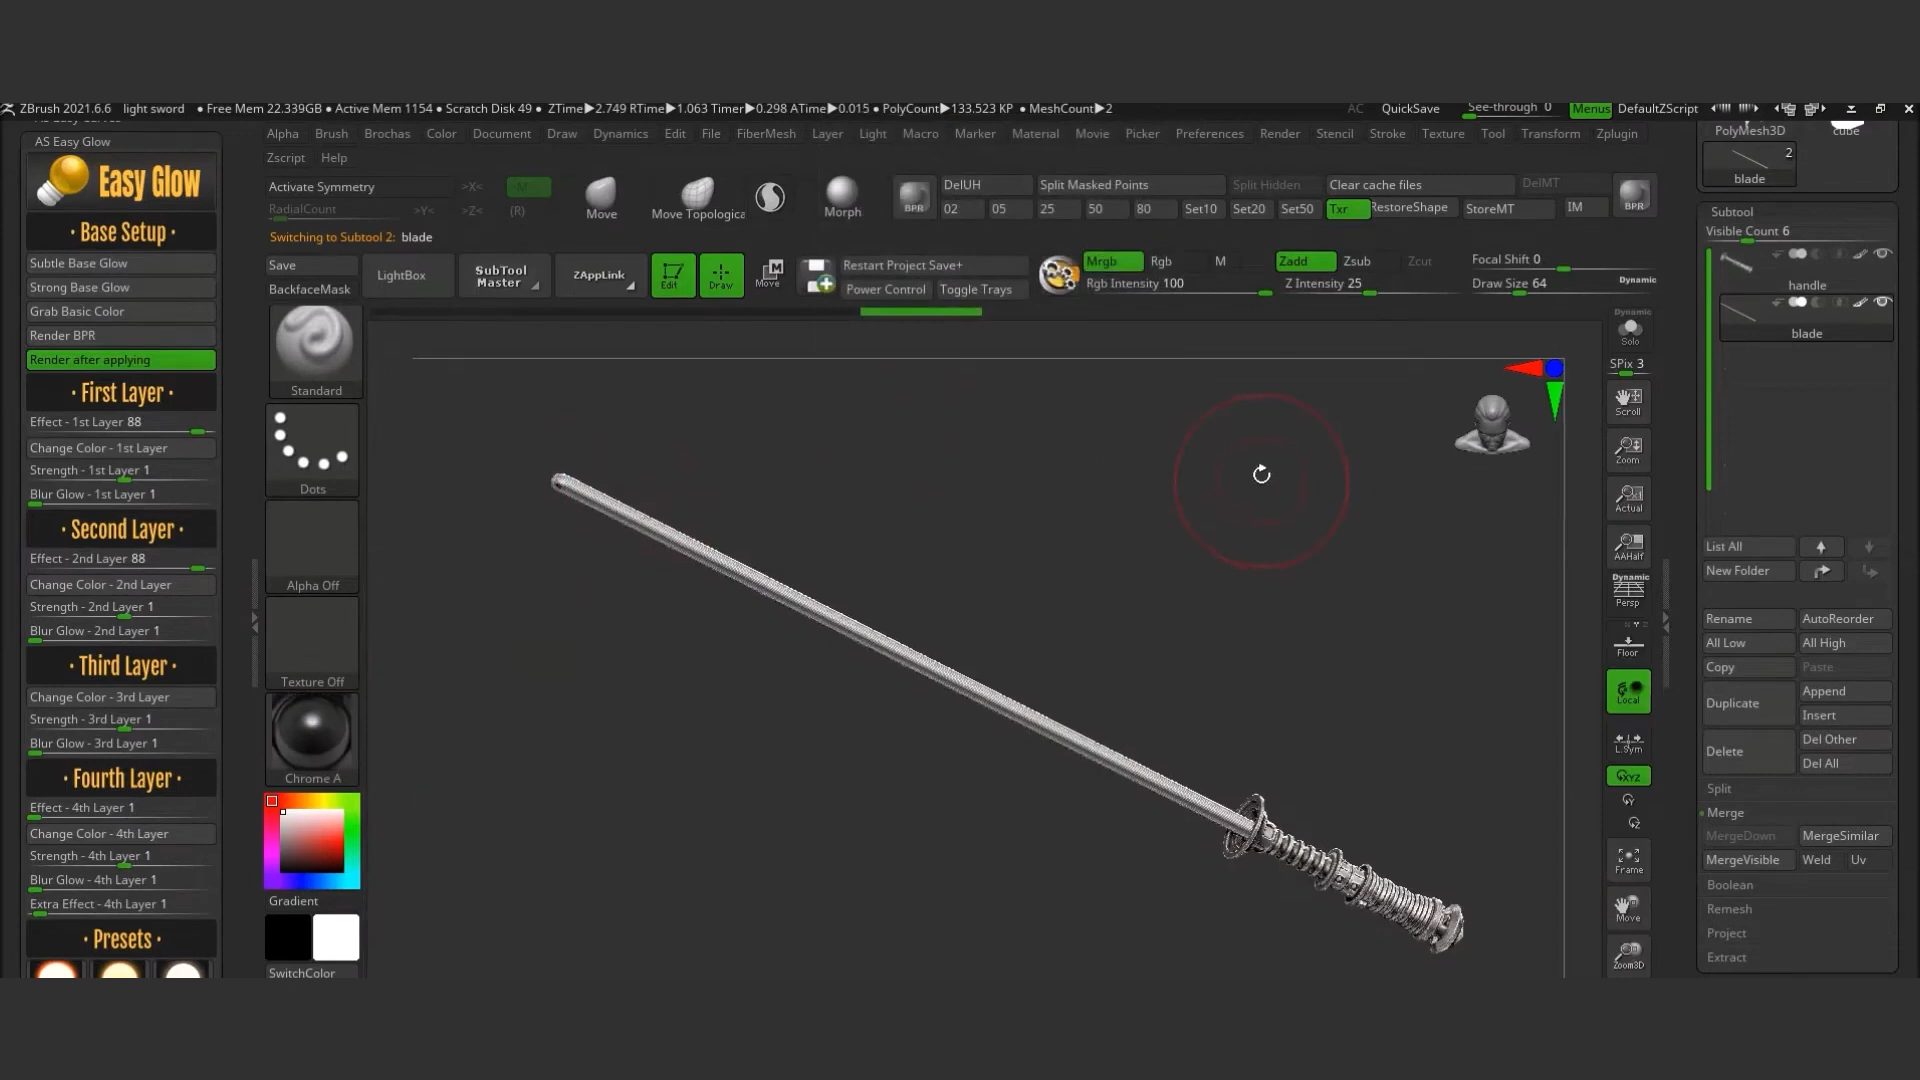 ZBrush 2021.6.6 light sword • Free Mem 22.339GB • Active Mem 1154 • Scratch Disk 49 • ZTime▶2.749 RTime▶1.063 Timer▶0.298 ATime▶0.015 • PolyCount▶133.523 KP • MeshCount▶2 AC QuickSave See-through 0 Menus DefaultZScript
Alpha Brush Brochas Color Document Draw Dynamics Edit File FiberMesh Layer Light Macro Marker Material Movie Picker Preferences Render Stencil Stroke Texture Tool Transform Zplugin
Zscript Help
AS Easy Glow
Easy Glow
· Base Setup ·
Subtle Base Glow
Strong Base Glow
Grab Basic Color
Render BPR
Render after applying
· First Layer ·
Effect - 1st Layer 88
Change Color - 1st Layer
Strength - 1st Layer 1
Blur Glow - 1st Layer 1
· Second Layer ·
Effect - 2nd Layer 88
Change Color - 2nd Layer
Strength - 2nd Layer 1
Blur Glow - 2nd Layer 1
· Third Layer ·
Change Color - 3rd Layer
Strength - 3rd Layer 1
Blur Glow - 3rd Layer 1
· Fourth Layer ·
Effect - 4th Layer 1
Change Color - 4th Layer
Strength - 4th Layer 1
Blur Glow - 4th Layer 1
Extra Effect - 4th Layer 1
· Presets ·
Activate Symmetry >X< >M<
RadialCount >Y< >Z< (R)
Move
Move Topologica
Morph
BPR
DelUH Split Masked Points Split Hidden Clear cache files DelMT
02 05 25 50 80 Set10 Set20 Set50 Txr RestoreShape StoreMT IM
BPR
Switching to Subtool 2: blade
Save
BackfaceMask
LightBox
SubTool
Master
ZAppLink
Edit
Draw
Move
Restart Project Save+
Power Control Toggle Trays
Mrgb Rgb M
Rgb Intensity 100
Zadd Zsub Zcut
Z Intensity 25
Focal Shift 0
Draw Size 64 Dynamic
Standard
Dots
Alpha Off
Texture Off
Chrome A
Gradient
SwitchColor
Dynamic
Solo
SPix 3
Scroll
Zoom
Actual
AAHalf
Dynamic
Persp
Floor
Local
L.Sym
XYZ
Y
Z
Frame
Move
Zoom3D
PolyMesh3D cube
2
blade
Subtool
Visible Count 6
handle
blade
List All
New Folder
Rename AutoReorder
All Low All High
Copy Paste
Duplicate Append
Insert
Delete Del Other
Del All
Split
Merge
MergeDown MergeSimilar
MergeVisible Weld Uv
Boolean
Remesh
Project
Extract